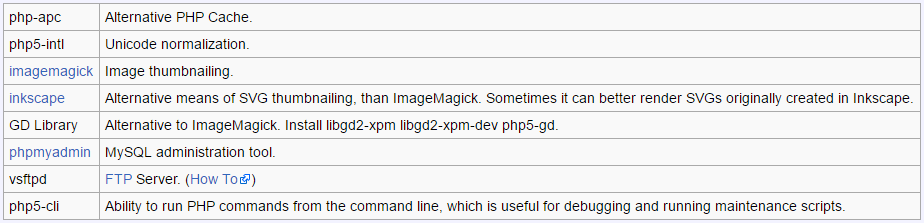 php-apc Alternative PHP Cache.
php5-intl Unicode normalization.
imagemagick Image thumbnailing.
inkscape Alternative means of SVG thumbnailing, than ImageMagick. Sometimes it can better render SVGs originally created in Inkscape.
GD Library Alternative to ImageMagick. Install libgd2-xpm libgd2-xpm-dev php5-gd.
phpmyadmin MySQL administration tool.
vsftpd FTP Server. (How To)
php5-cli Ability to run PHP commands from the command line, which is useful for debugging and running maintenance scripts.